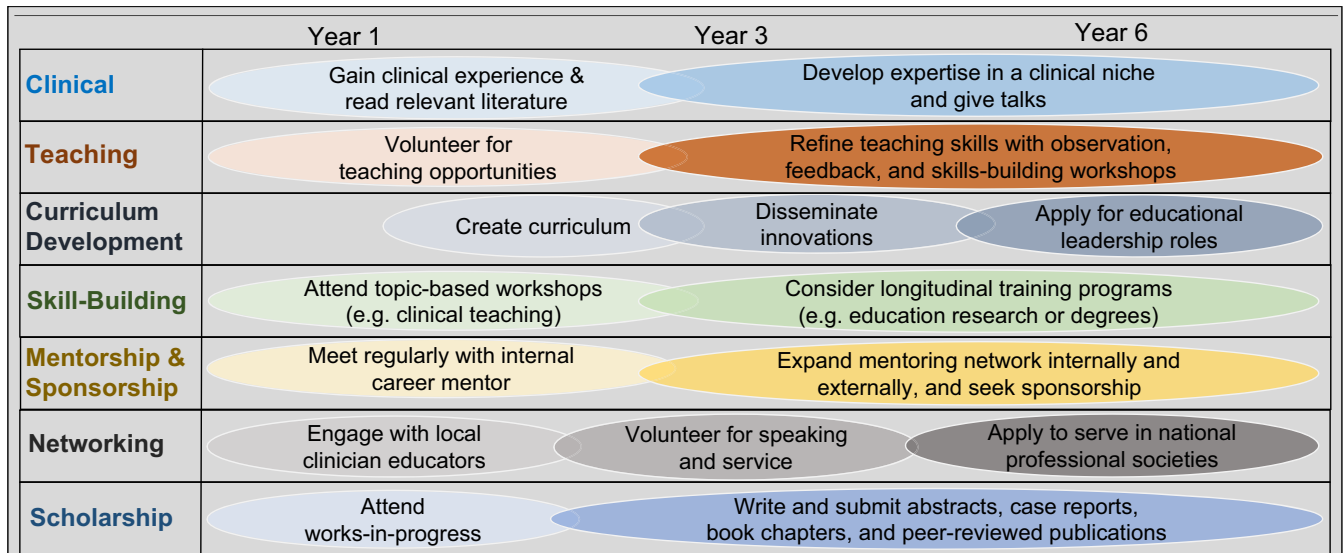 Year 1 Year 3 Year 6
Clinical
Gain clinical experience &
read relevant literature
Develop expertise in a clinical niche
and give talks
Teaching
Volunteer for
teaching opportunities
Refine teaching skills with observation,
feedback, and skills-building workshops
Curriculum
Development
Create curriculum
Disseminate
innovations
Apply for educational
leadership roles
Skill-Building
Attend topic-based workshops
(e.g. clinical teaching)
Consider longitudinal training programs
(e.g. education research or degrees)
Mentorship &
Sponsorship
Meet regularly with internal
career mentor
Expand mentoring network internally and
externally, and seek sponsorship
Networking
Engage with local
clinician educators
Volunteer for speaking
and service
Apply to serve in national
professional societies
Scholarship
Attend
works-in-progress
Write and submit abstracts, case reports,
book chapters, and peer-reviewed publications